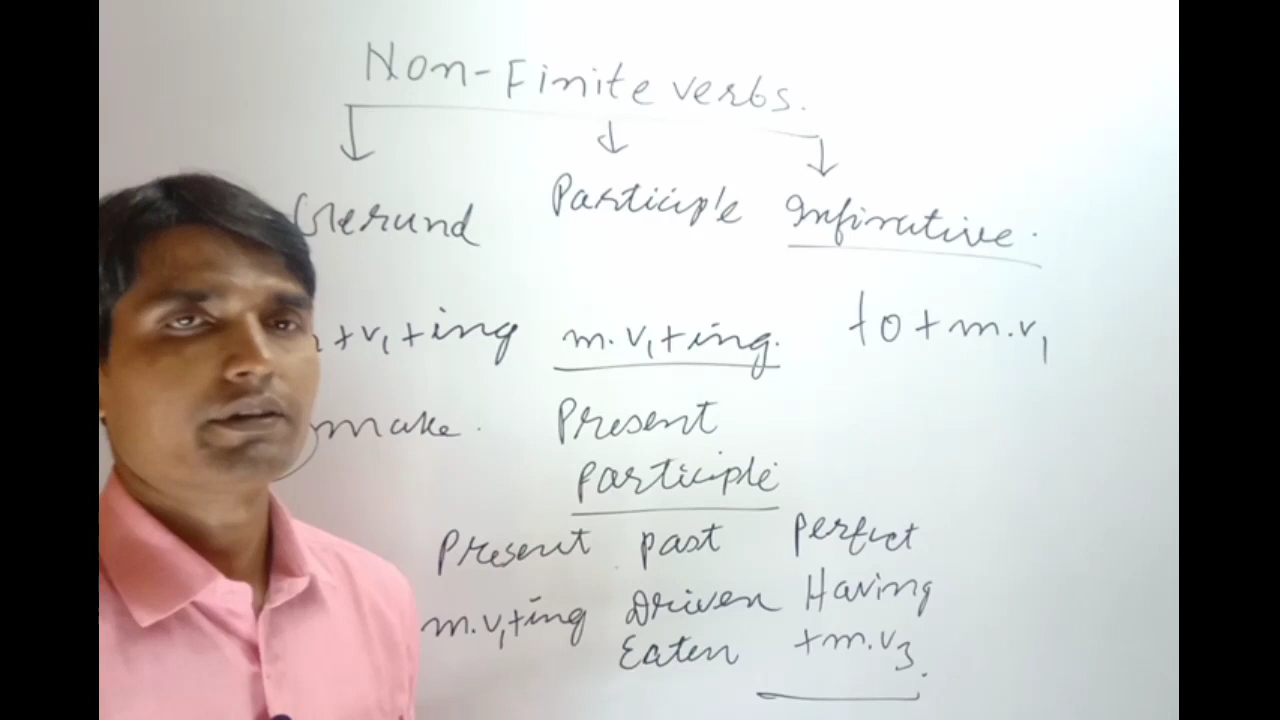 Non-Finite verbs.
Gerund Participle Infinitive.
+v1+ing m.v1+ing. to+m.v1
make. Present
participle
Present past perfect
m.v1+ing Driven Having
Eaten +m.v3.